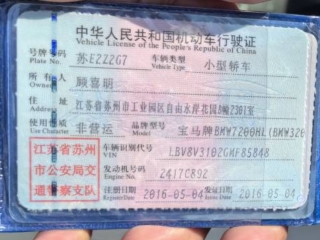 中华人民共和国机动车行驶证
Vehicle License of the People's Republic of China
号牌号码 苏EZZZG7 车辆类型 小型轿车
Plate No. Vehicle Type
所有人 顾喜明
Owner
住址 江苏省苏州市工业园区自由水岸花园8幢2301室
Address
使用性质 非营运 品牌型号 宝马牌BMW7200HL(BMW320
Use Character Model
江苏省苏州市公安局交通警察支队
车辆识别代号 LBV8V3102GMF85848
VIN
发动机号码 2417C892
Engine No.
注册日期 2016-05-04 发证日期 2016-05-04
Register Date Issue Date